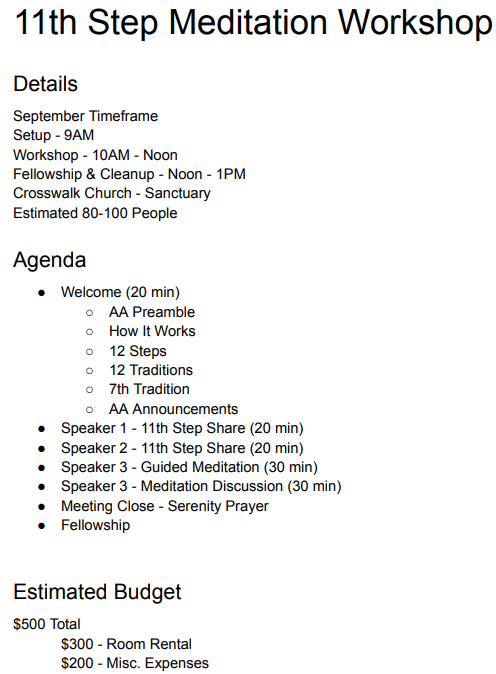 11th Step Meditation Workshop
Details
September Timeframe
Setup - 9AM
Workshop - 10AM - Noon
Fellowship & Cleanup - Noon - 1PM
Crosswalk Church - Sanctuary
Estimated 80-100 People
Agenda
● Welcome (20 min)
○ AA Preamble
○ How It Works
○ 12 Steps
○ 12 Traditions
○ 7th Tradition
○ AA Announcements
● Speaker 1 - 11th Step Share (20 min)
● Speaker 2 - 11th Step Share (20 min)
● Speaker 3 - Guided Meditation (30 min)
● Speaker 3 - Meditation Discussion (30 min)
● Meeting Close - Serenity Prayer
● Fellowship
Estimated Budget
$500 Total
$300 - Room Rental
$200 - Misc. Expenses